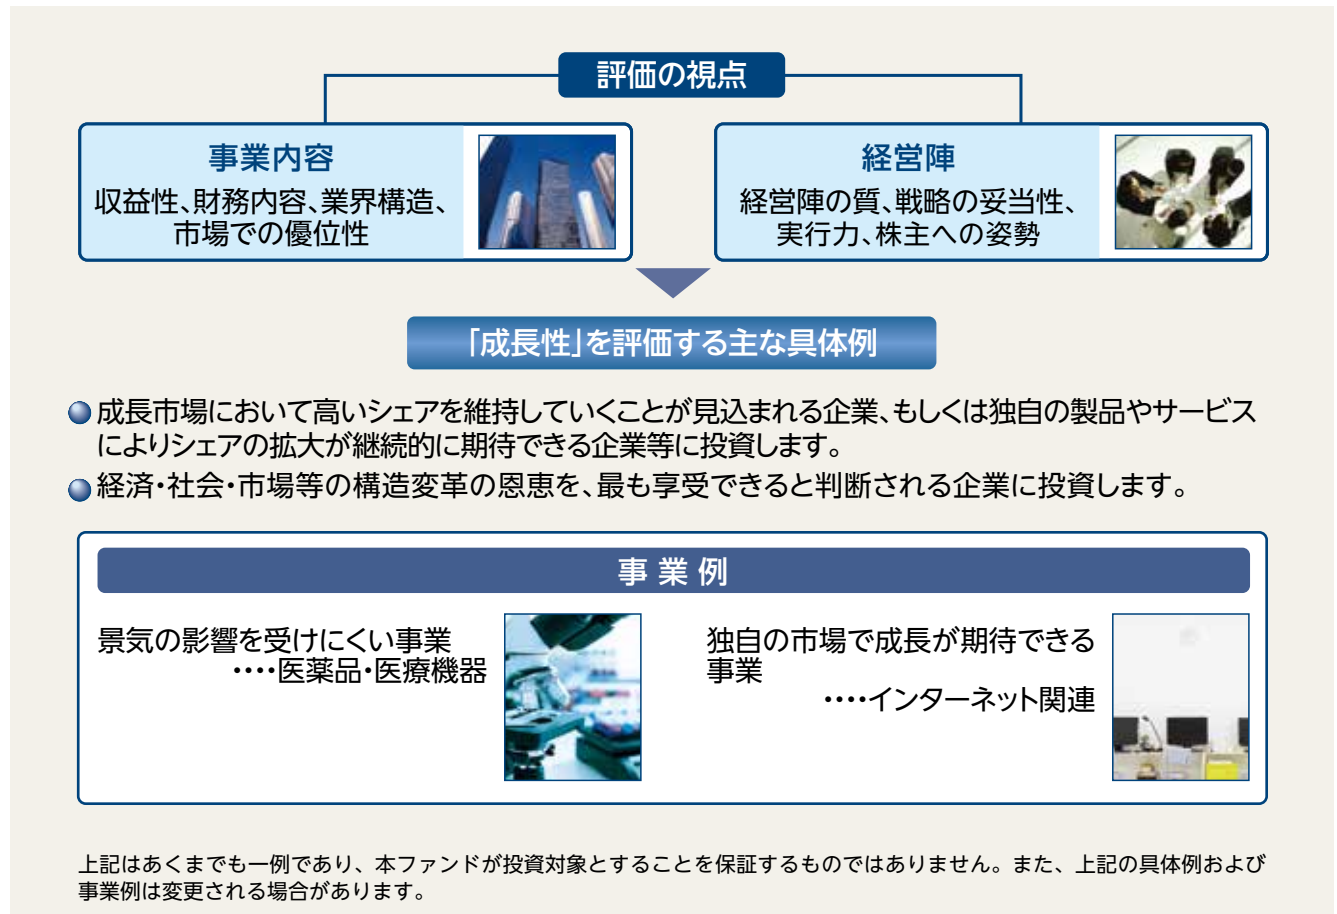 評価の視点
事業内容
収益性、財務内容、業界構造、
市場での優位性
経営陣
経営陣の質、戦略の妥当性、
実行力、株主への姿勢
「成長性」を評価する主な具体例
成長市場において高いシェアを維持していくことが見込まれる企業、もしくは独自の製品やサービス
によりシェアの拡大が継続的に期待できる企業等に投資します。
経済・社会・市場等の構造変革の恩恵を、最も享受できると判断される企業に投資します。
事業例
景気の影響を受けにくい事業
・・・・医薬品・医療機器
独自の市場で成長が期待できる
事業
・・・・インターネット関連
上記はあくまでも一例であり、本ファンドが投資対象とすることを保証するものではありません。また、上記の具体例および
事業例は変更される場合があります。